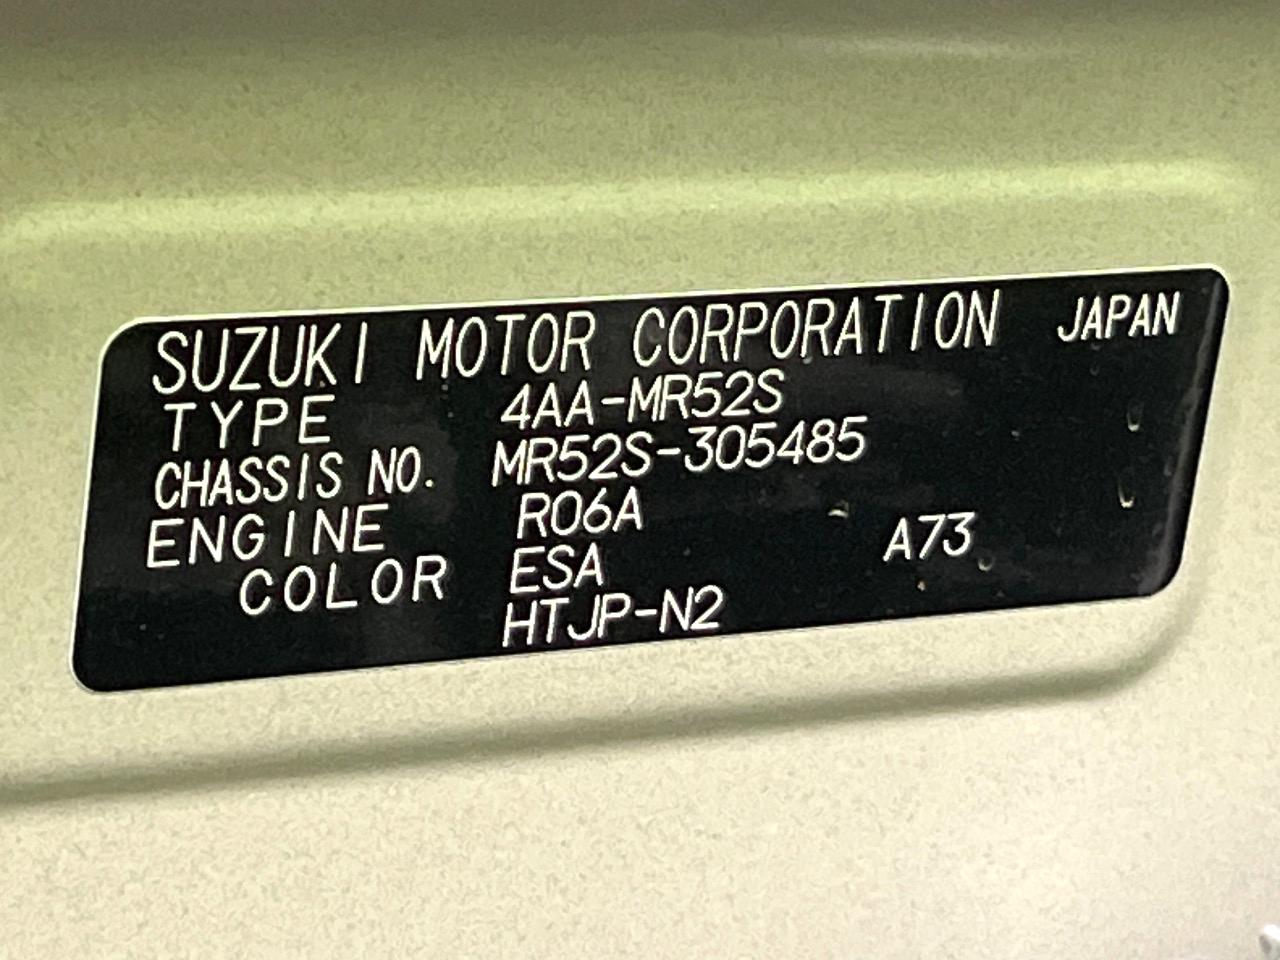 SUZUKI MOTOR CORPORATION JAPAN
TYPE 4AA-MR52S
CHASSIS NO. MR52S-305485
ENGINE R06A
COLOR ESA A73
HTJP-N2